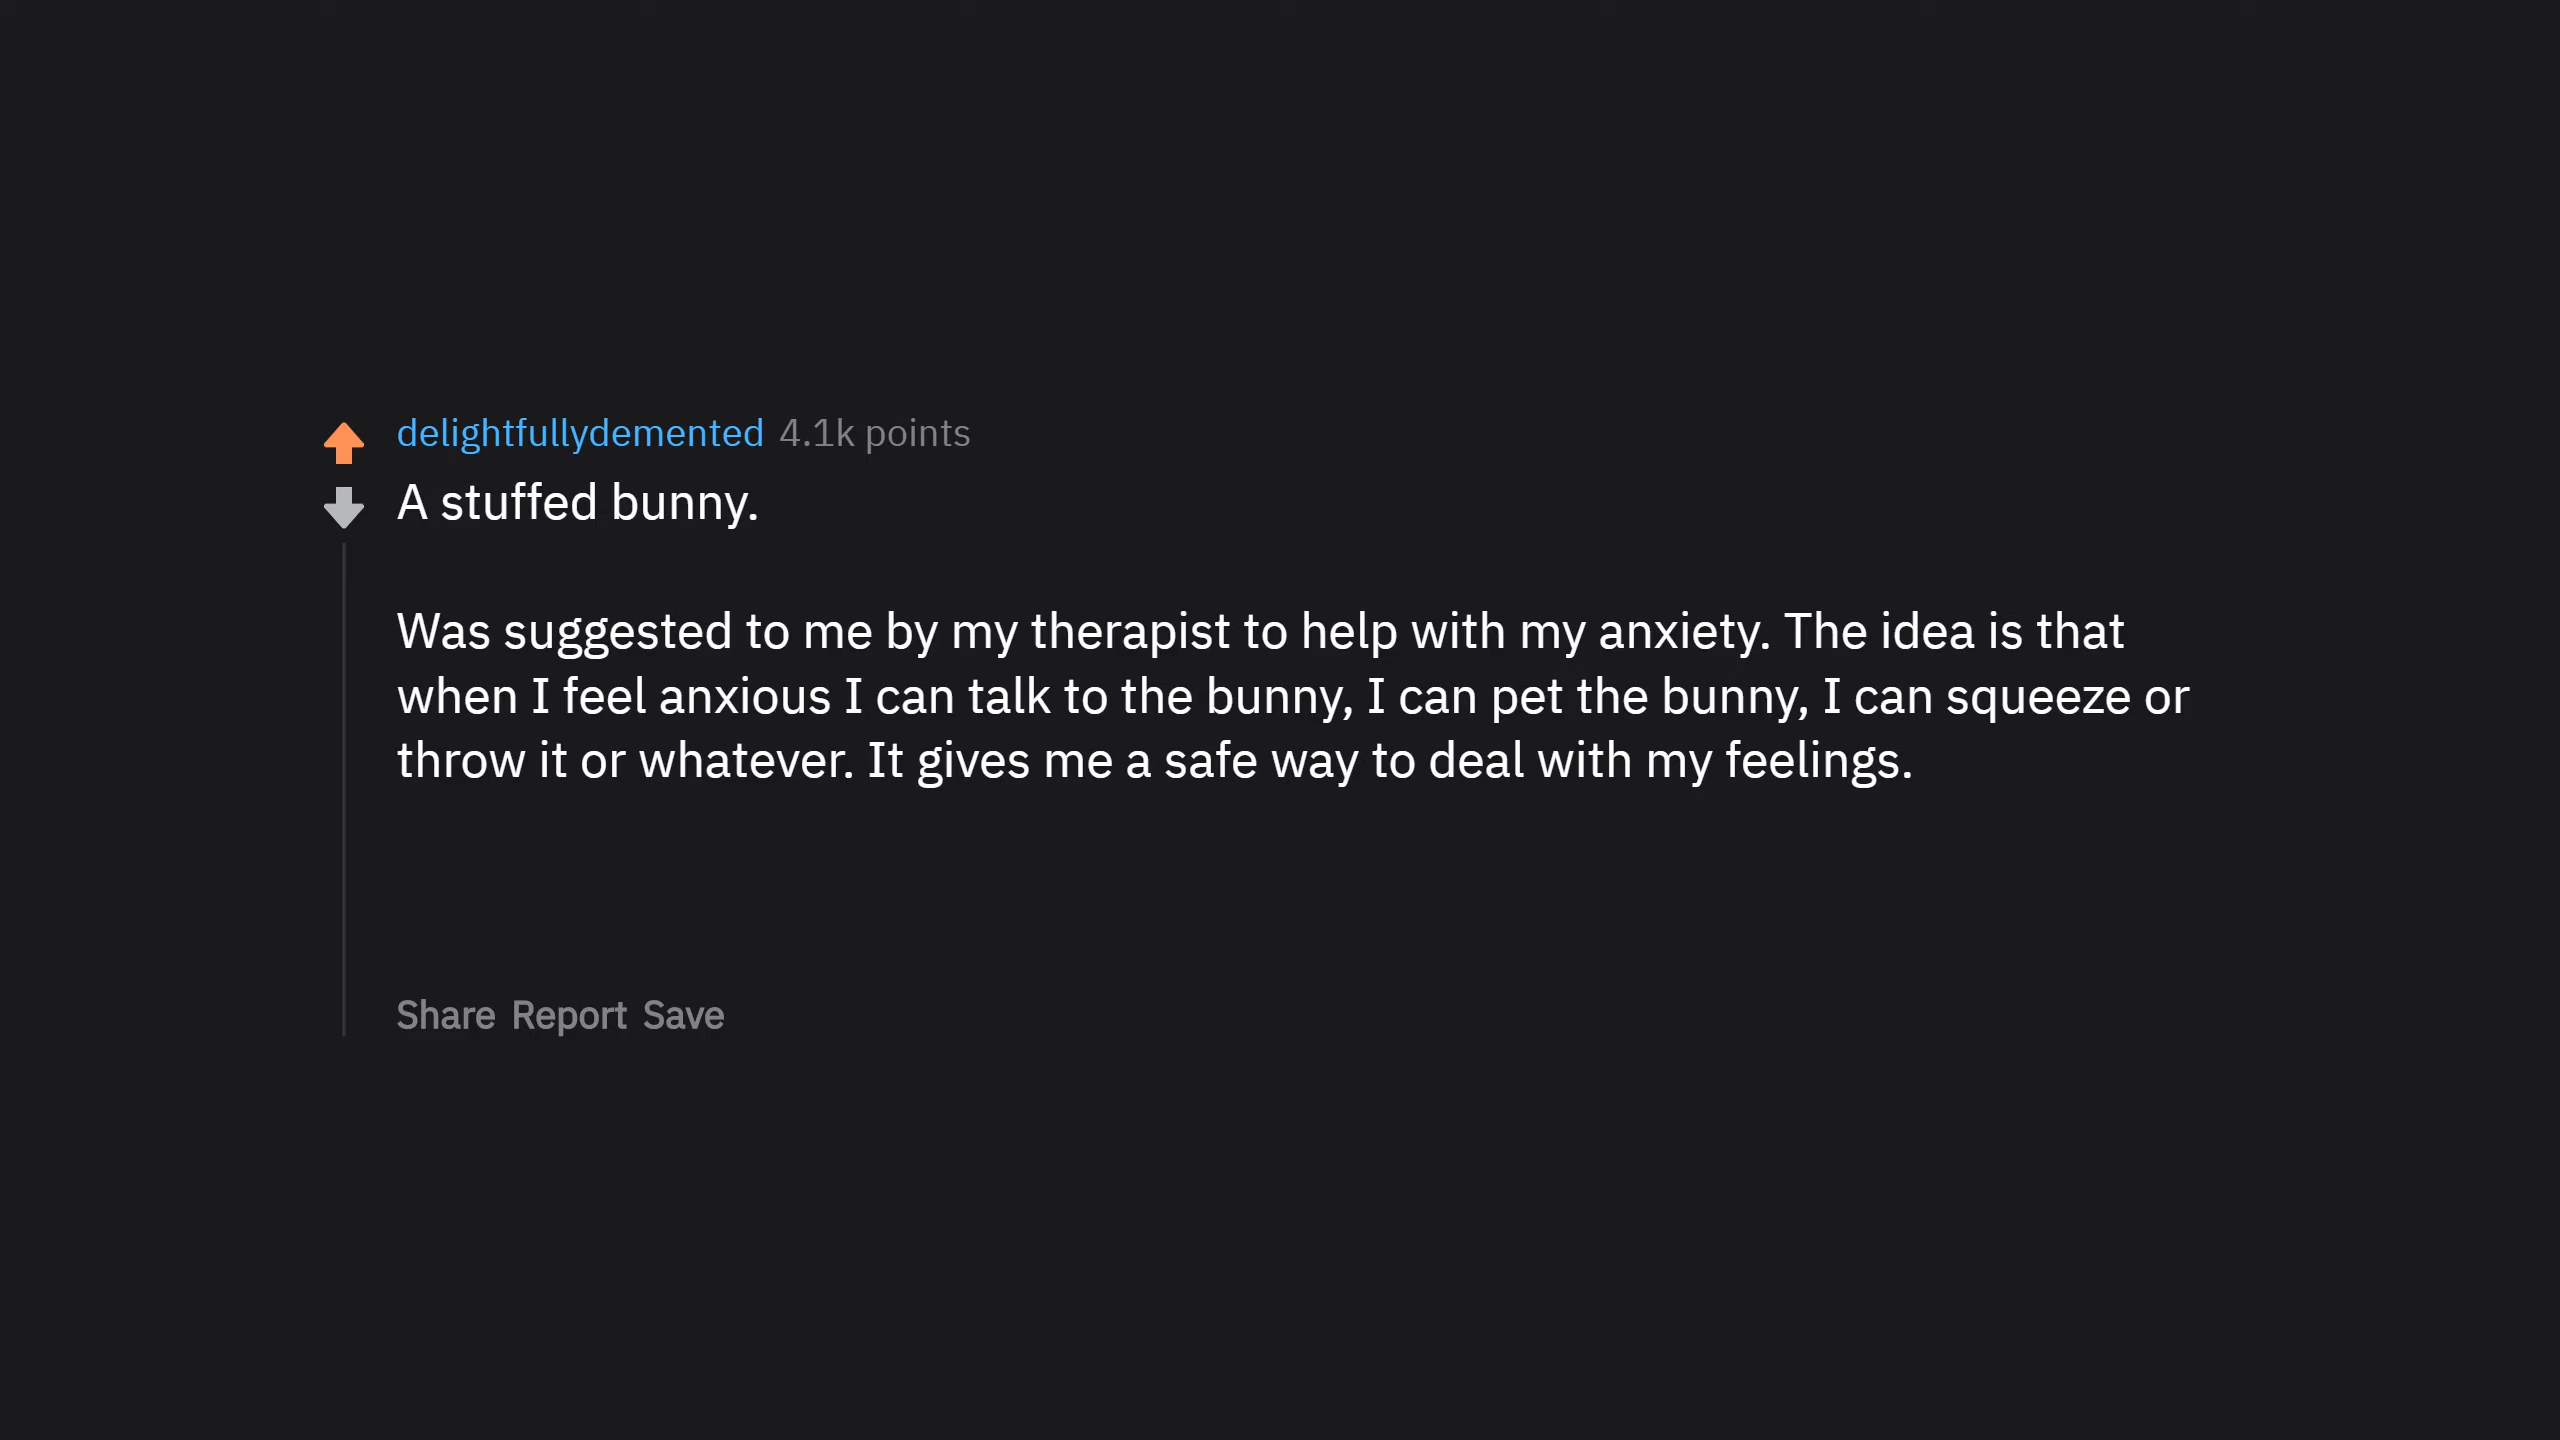 delightfullydemented 4.1k points
A stuffed bunny.
Was suggested to me by my therapist to help with my anxiety. The idea is that
when I feel anxious I can talk to the bunny, I can pet the bunny, I can squeeze or
throw it or whatever. It gives me a safe way to deal with my feelings.
Share Report Save